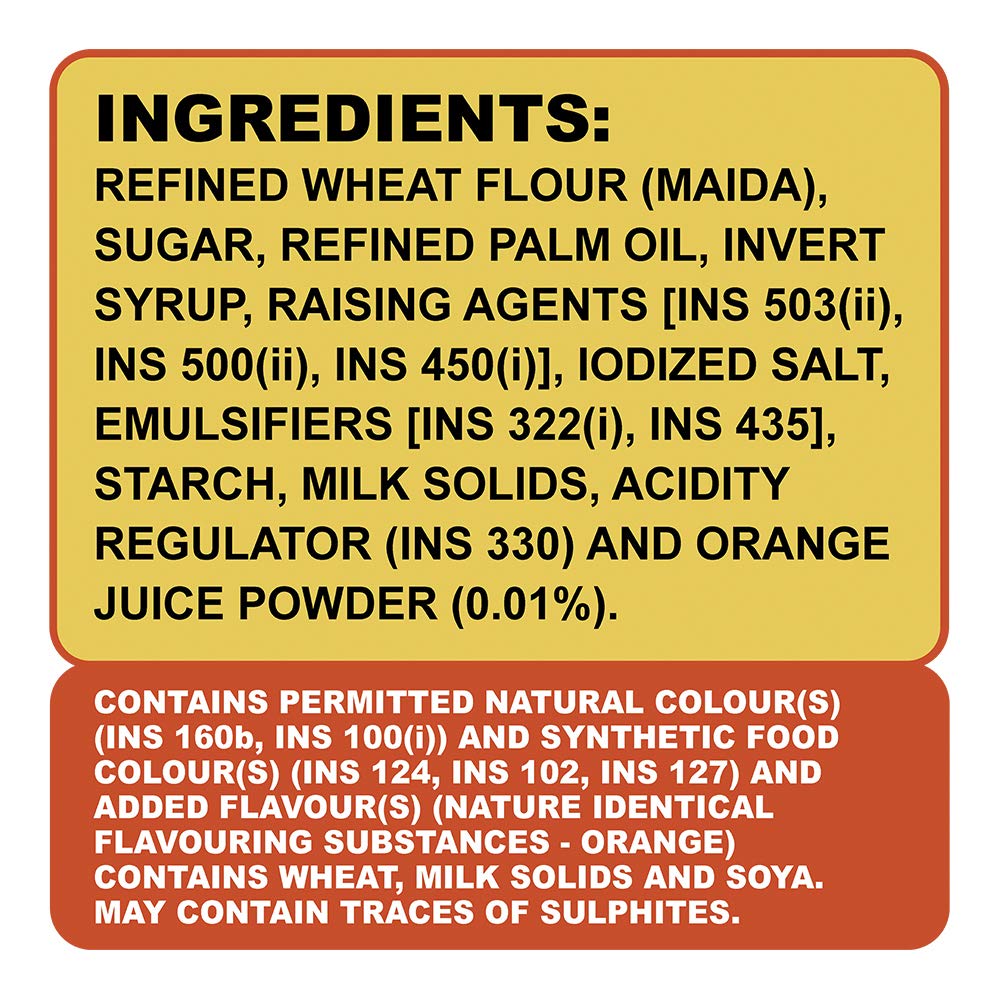 INGREDIENTS:
REFINED WHEAT FLOUR (MAIDA),
SUGAR, REFINED PALM OIL, INVERT
SYRUP, RAISING AGENTS [INS 503(ii),
INS 500(ii), INS 450(i)], IODIZED SALT,
EMULSIFIERS [INS 322(i), INS 435],
STARCH, MILK SOLIDS, ACIDITY
REGULATOR (INS 330) AND ORANGE
JUICE POWDER (0.01%).
CONTAINS PERMITTED NATURAL COLOUR(S)
(INS 160b, INS 100(i)) AND SYNTHETIC FOOD
COLOUR(S) (INS 124, INS 102, INS 127) AND
ADDED FLAVOUR(S) (NATURE IDENTICAL
FLAVOURING SUBSTANCES - ORANGE)
CONTAINS WHEAT, MILK SOLIDS AND SOYA.
MAY CONTAIN TRACES OF SULPHITES.